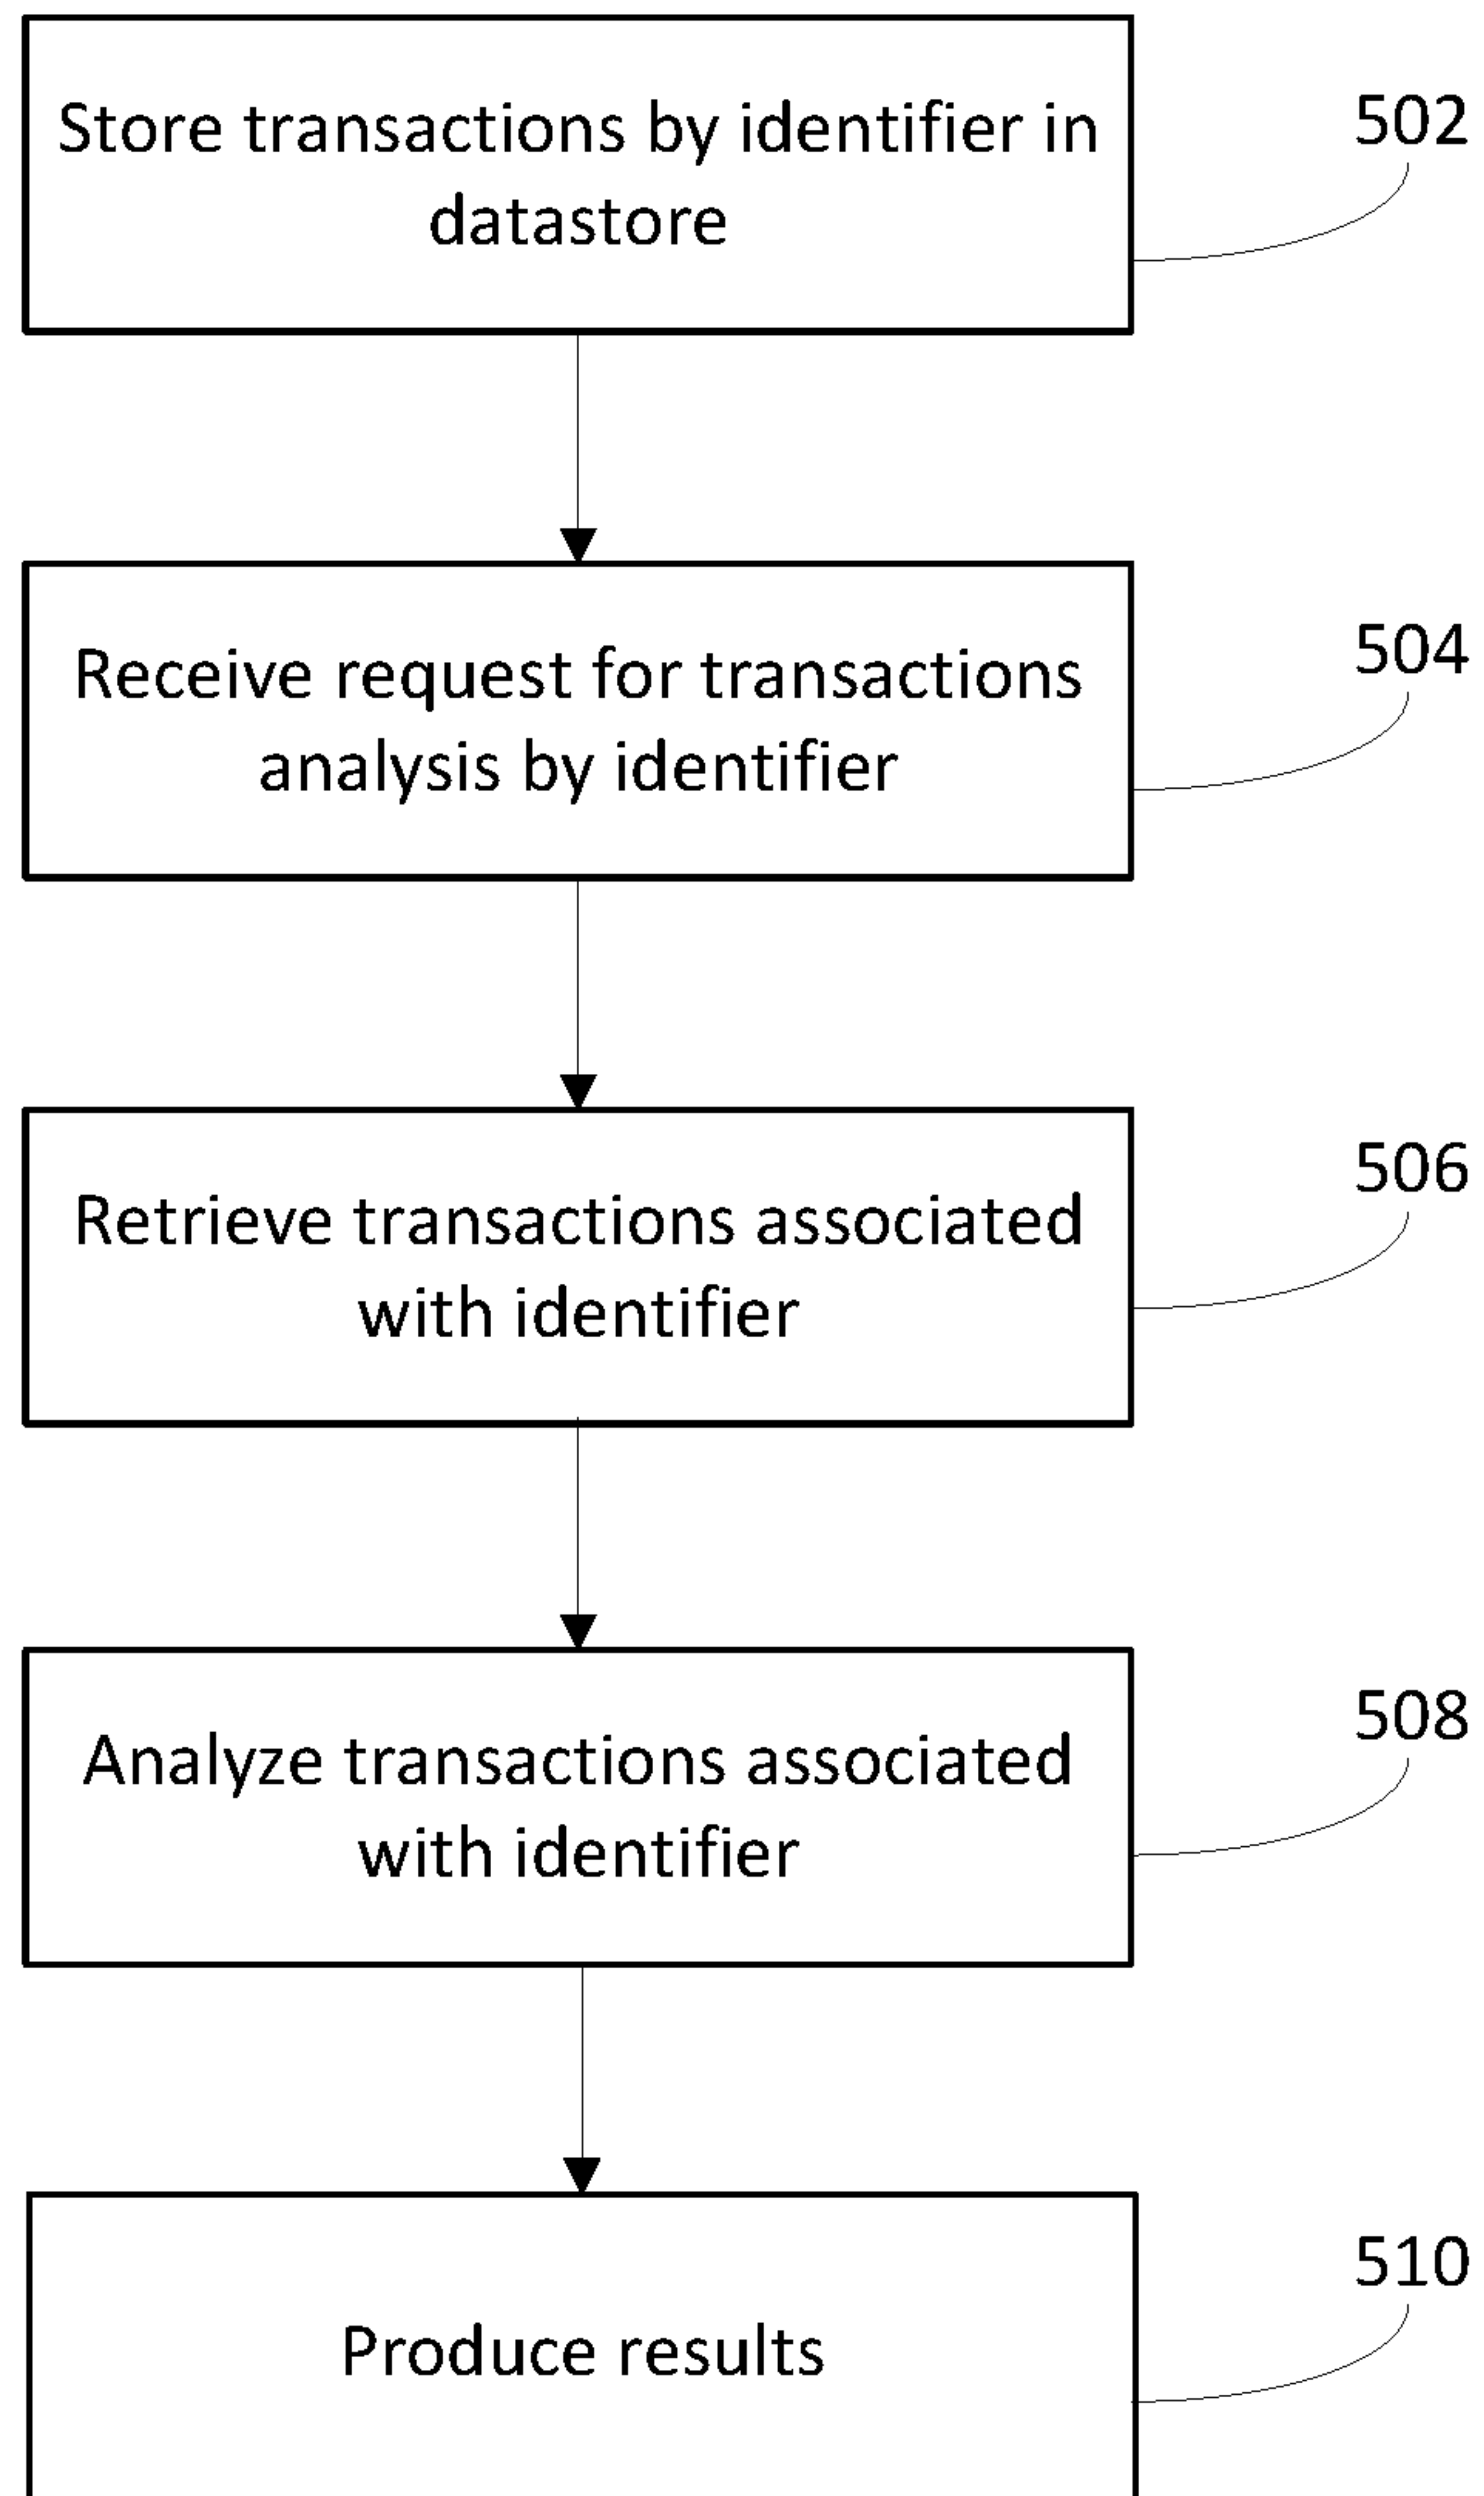 Store transactions by identifier in
datastore
502
Receive request for transactions
analysis by identifier
504
Retrieve transactions associated
with identifier
506
Analyze transactions associated
with identifier
508
Produce results
510